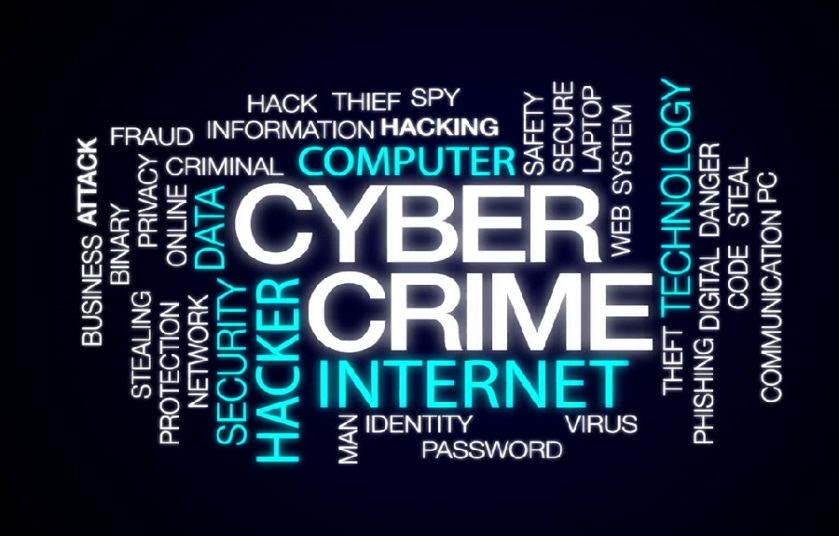 HACK THIEF SPY
FRAUD INFORMATION HACKING
CRIMINAL COMPUTER
CYBER
CRIME
INTERNET
MAN IDENTITY VIRUS
PASSWORD
BUSINESS ATTACK
BINARY
PRIVACY
ONLINE
DATA
STEALING
PROTECTION
NETWORK
SECURITY
HACKER
SAFETY
SECURE
LAPTOP
WEB SYSTEM
TECHNOLOGY
THEFT
PHISHING DIGITAL DANGER
CODE STEAL
COMMUNICATION PC